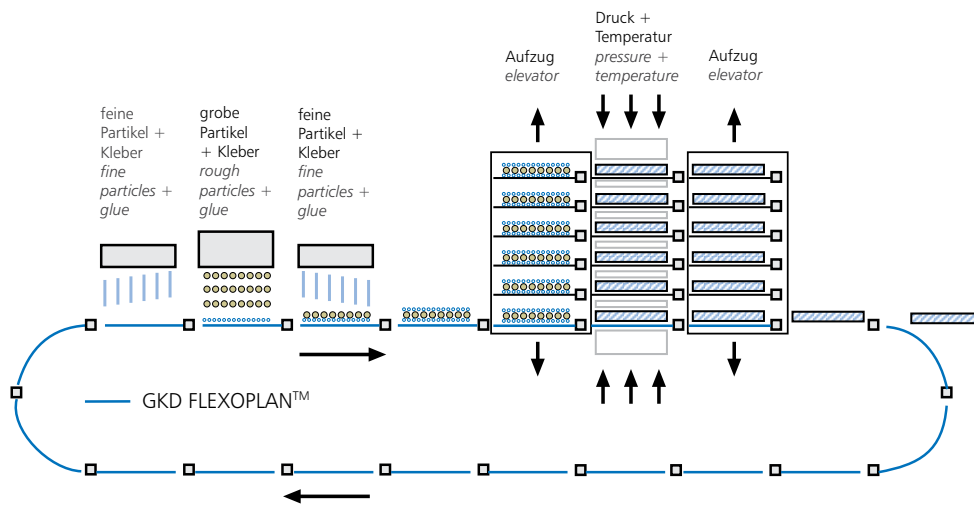 feine
Partikel +
Kleber
fine
particles +
glue
grobe
Partikel
+ Kleber
rough
particles +
glue
feine
Partikel +
Kleber
fine
particles +
glue
Aufzug
elevator
Druck +
Temperatur
pressure +
temperature
Aufzug
elevator
GKD FLEXOPLAN™